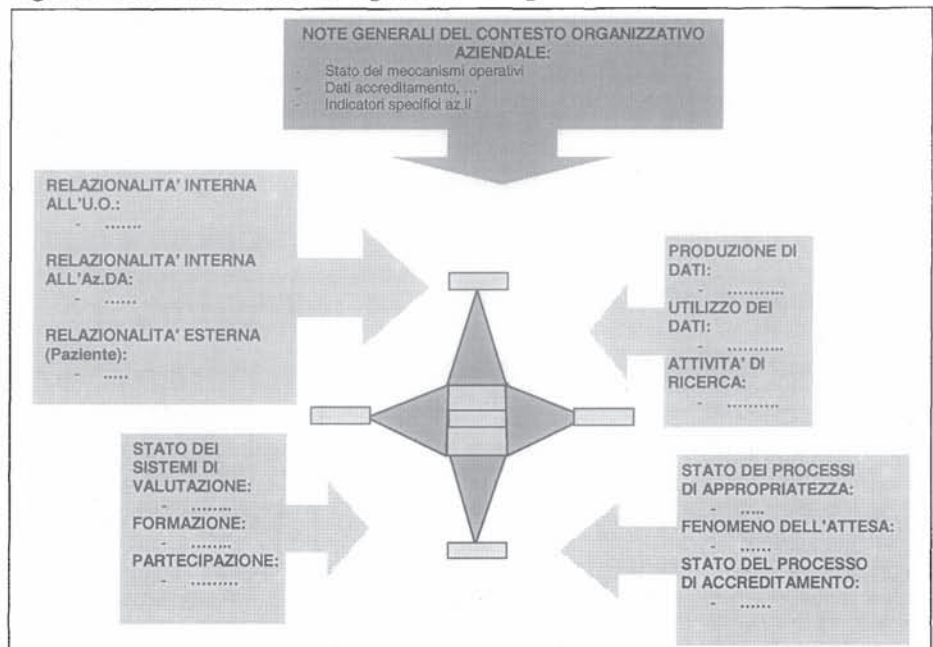 NOTE GENERALI DEL CONTESTO ORGANIZZATIVO
AZIENDALE:
- Stato dei meccanismi operativi
- Dati accreditamento, ...
- Indicatori specifici az.li
RELAZIONALITA' INTERNA
ALL'U.O.:
- .......
RELAZIONALITA' INTERNA
ALL'Az.DA:
- ......
RELAZIONALITA' ESTERNA
(Paziente):
- .....
PRODUZIONE DI
DATI:
- ...........
UTILIZZO DEI
DATI:
- ...........
ATTIVITA' DI
RICERCA:
- ..........
STATO DEI
SISTEMI DI
VALUTAZIONE:
- ........
FORMAZIONE:
- ........
PARTECIPAZIONE:
- .........
STATO DEI PROCESSI
DI APPROPRIATEZZA:
- .....
FENOMENO DELL'ATTESA:
- ......
STATO DEL PROCESSO
DI ACCREDITAMENTO:
- ......